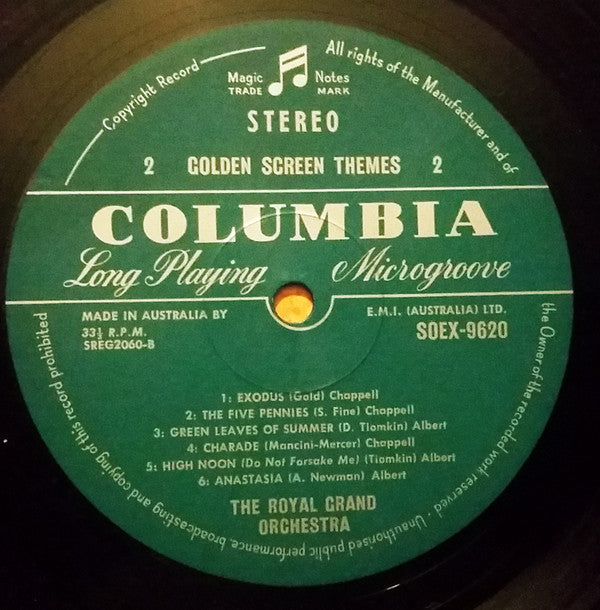 Copyright Record
All rights of the Manufacturer and of
the Owner of the recorded work reserved · Unauthorised public performance, broadcasting and copying of this record prohibited
Magic Notes
TRADE MARK
STEREO
2 GOLDEN SCREEN THEMES 2
COLUMBIA
Long Playing Microgroove
MADE IN AUSTRALIA BY E.M.I. (AUSTRALIA) LTD.
33⅓ R.P.M. SOEX-9620
SREG2060-B
1: EXODUS (Gold) Chappell
2: THE FIVE PENNIES (S. Fine) Chappell
3: GREEN LEAVES OF SUMMER (D. Tiomkin) Albert
4: CHARADE (Mancini-Mercer) Chappell
5: HIGH NOON (Do Not Forsake Me) (Tiomkin) Albert
6: ANASTASIA (A. Newman) Albert
THE ROYAL GRAND
ORCHESTRA